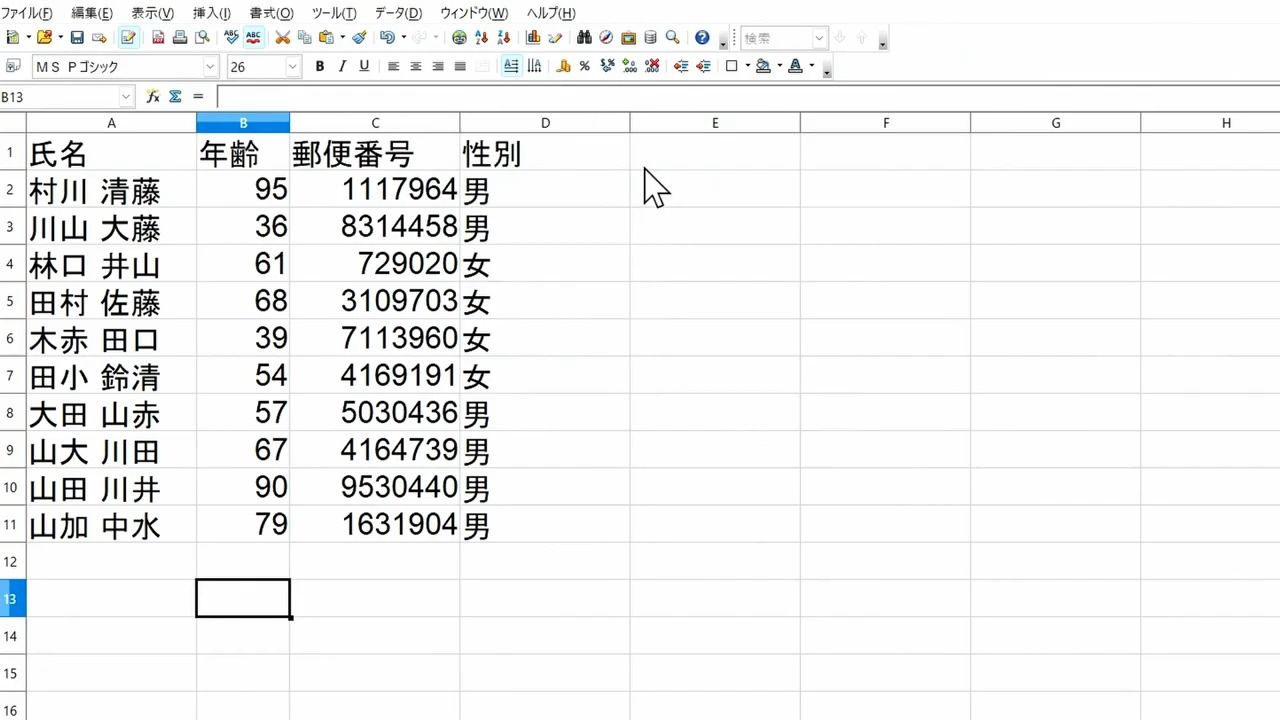 ファイル(F) 編集(E) 表示(V) 挿入(I) 書式(O) ツール(T) データ(D) ウィンドウ(W) ヘルプ(H)
検索
ＭＳ Ｐゴシック 26
B13
A B C D E F G H
1 氏名 年齢 郵便番号 性別
2 村川 清藤 95 1117964 男
3 川山 大藤 36 8314458 男
4 林口 井山 61 729020 女
5 田村 佐藤 68 3109703 女
6 木赤 田口 39 7113960 女
7 田小 鈴清 54 4169191 女
8 大田 山赤 57 5030436 男
9 山大 川田 67 4164739 男
10 山田 川井 90 9530440 男
11 山加 中水 79 1631904 男
12
13
14
15
16